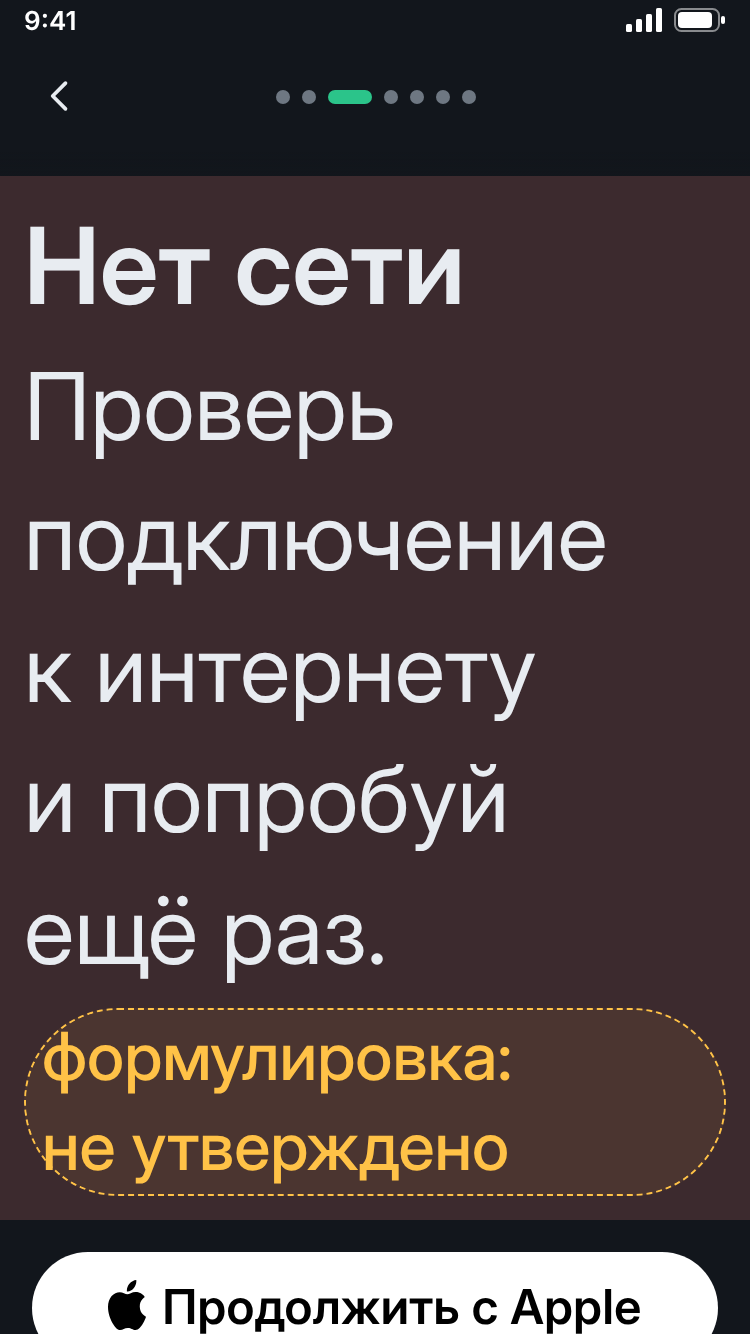 9:41
Нет сети
Проверь
подключение
к интернету
и попробуй
ещё раз.
формулировка:
не утверждено
Продолжить с Apple